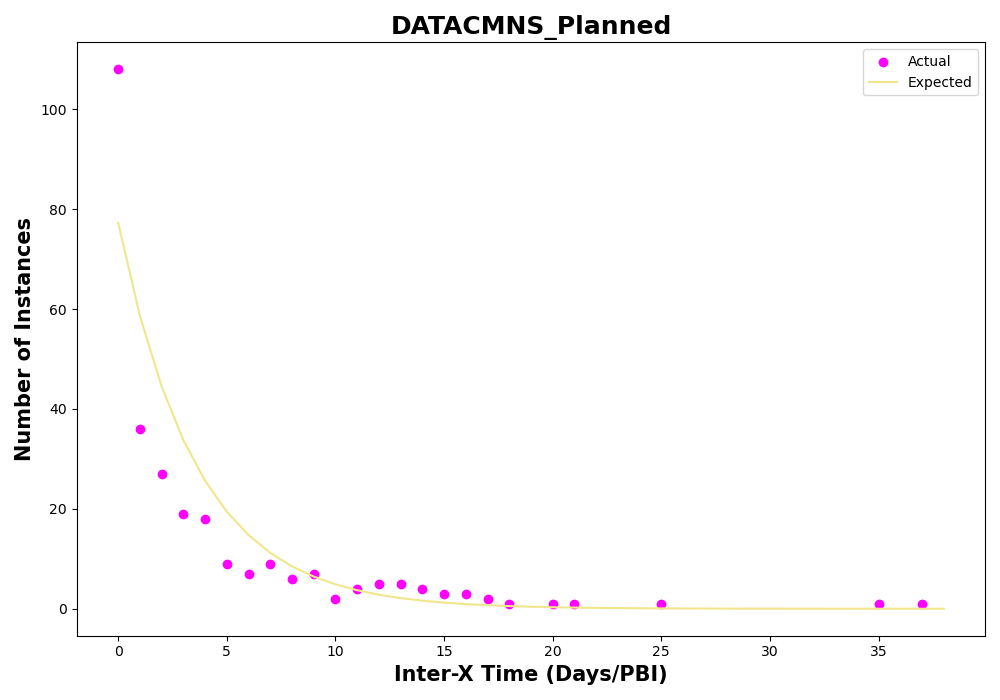 DATACMNS_Planned
Actual
Expected
Number of Instances
100
80
60
40
20
0
0 5 10 15 20 25 30 35
Inter-X Time (Days/PBI)